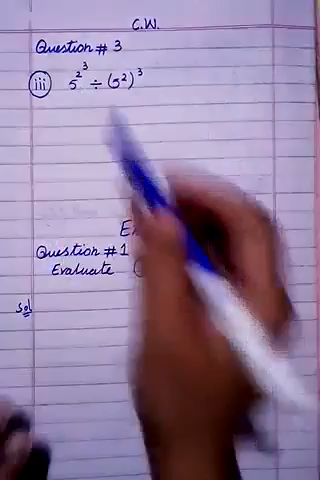 C.W.
Question # 3
(iii) 5^2^3 ÷ (5^2)^3
Question # 1
Evaluate
Sol